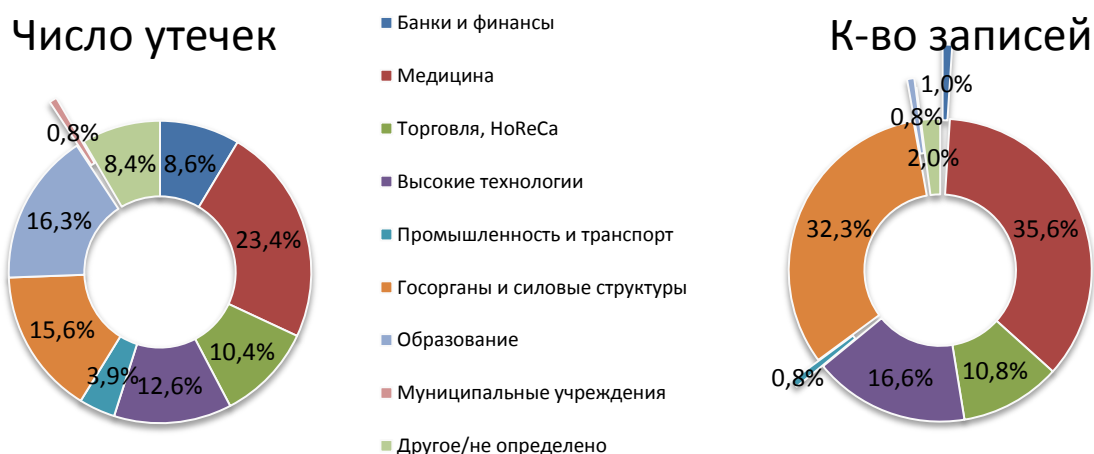 Число утечек
8,6%
23,4%
10,4%
12,6%
3,9%
15,6%
16,3%
0,8%
8,4%
Банки и финансы
Медицина
Торговля, HoReCa
Высокие технологии
Промышленность и транспорт
Госорганы и силовые структуры
Образование
Муниципальные учреждения
Другое/не определено
К-во записей
1,0%
35,6%
10,8%
16,6%
0,8%
32,3%
0,8%
2,0%